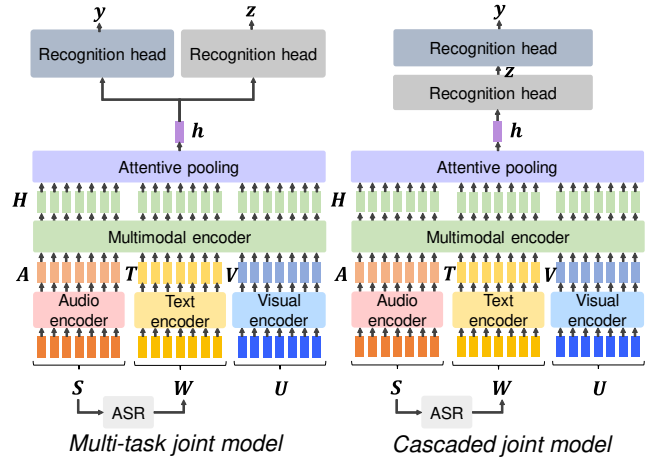 y z
Recognition head Recognition head
h
Attentive pooling
H
Multimodal encoder
A T V
Audio encoder
Text encoder
Visual encoder
S W U
ASR
Multi-task joint model
y
Recognition head
z
Recognition head
h
Attentive pooling
H
Multimodal encoder
A T V
Audio encoder
Text encoder
Visual encoder
S W U
ASR
Cascaded joint model